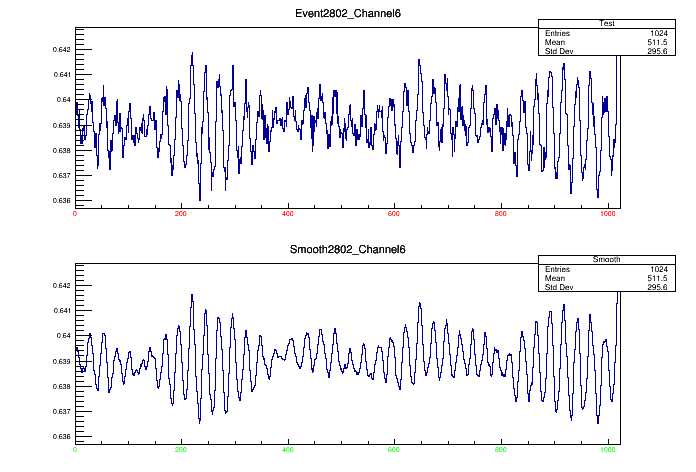 Event2802_Channel6
Test
Entries 1024
Mean 511.5
Std Dev 295.6
0.642
0.641
0.64
0.639
0.638
0.637
0.636
0 200 400 600 800 1000
Smooth2802_Channel6
Smooth
Entries 1024
Mean 511.5
Std Dev 295.6
0.642
0.641
0.64
0.639
0.638
0.637
0.636
0 200 400 600 800 1000